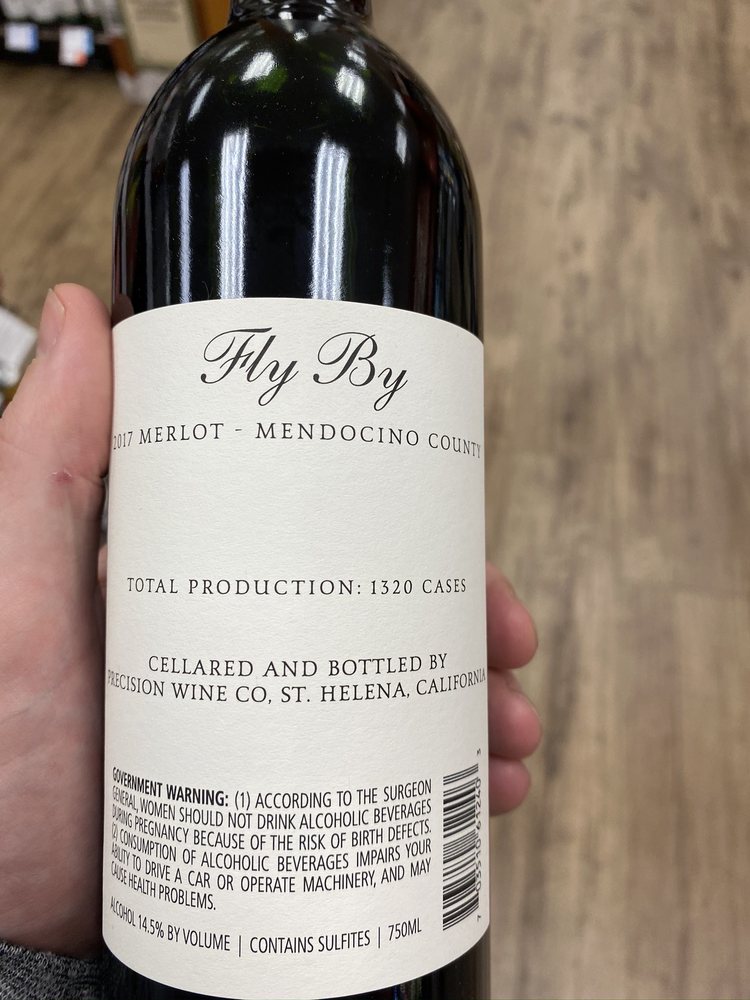 Fly By
2017 MERLOT - MENDOCINO COUNTY
TOTAL PRODUCTION: 1320 CASES
CELLARED AND BOTTLED BY
PRECISION WINE CO, ST. HELENA, CALIFORNIA
GOVERNMENT WARNING: (1) ACCORDING TO THE SURGEON
GENERAL, WOMEN SHOULD NOT DRINK ALCOHOLIC BEVERAGES
DURING PREGNANCY BECAUSE OF THE RISK OF BIRTH DEFECTS.
(2) CONSUMPTION OF ALCOHOLIC BEVERAGES IMPAIRS YOUR
ABILITY TO DRIVE A CAR OR OPERATE MACHINERY, AND MAY
CAUSE HEALTH PROBLEMS.
ALCOHOL 14.5% BY VOLUME | CONTAINS SULFITES | 750ML